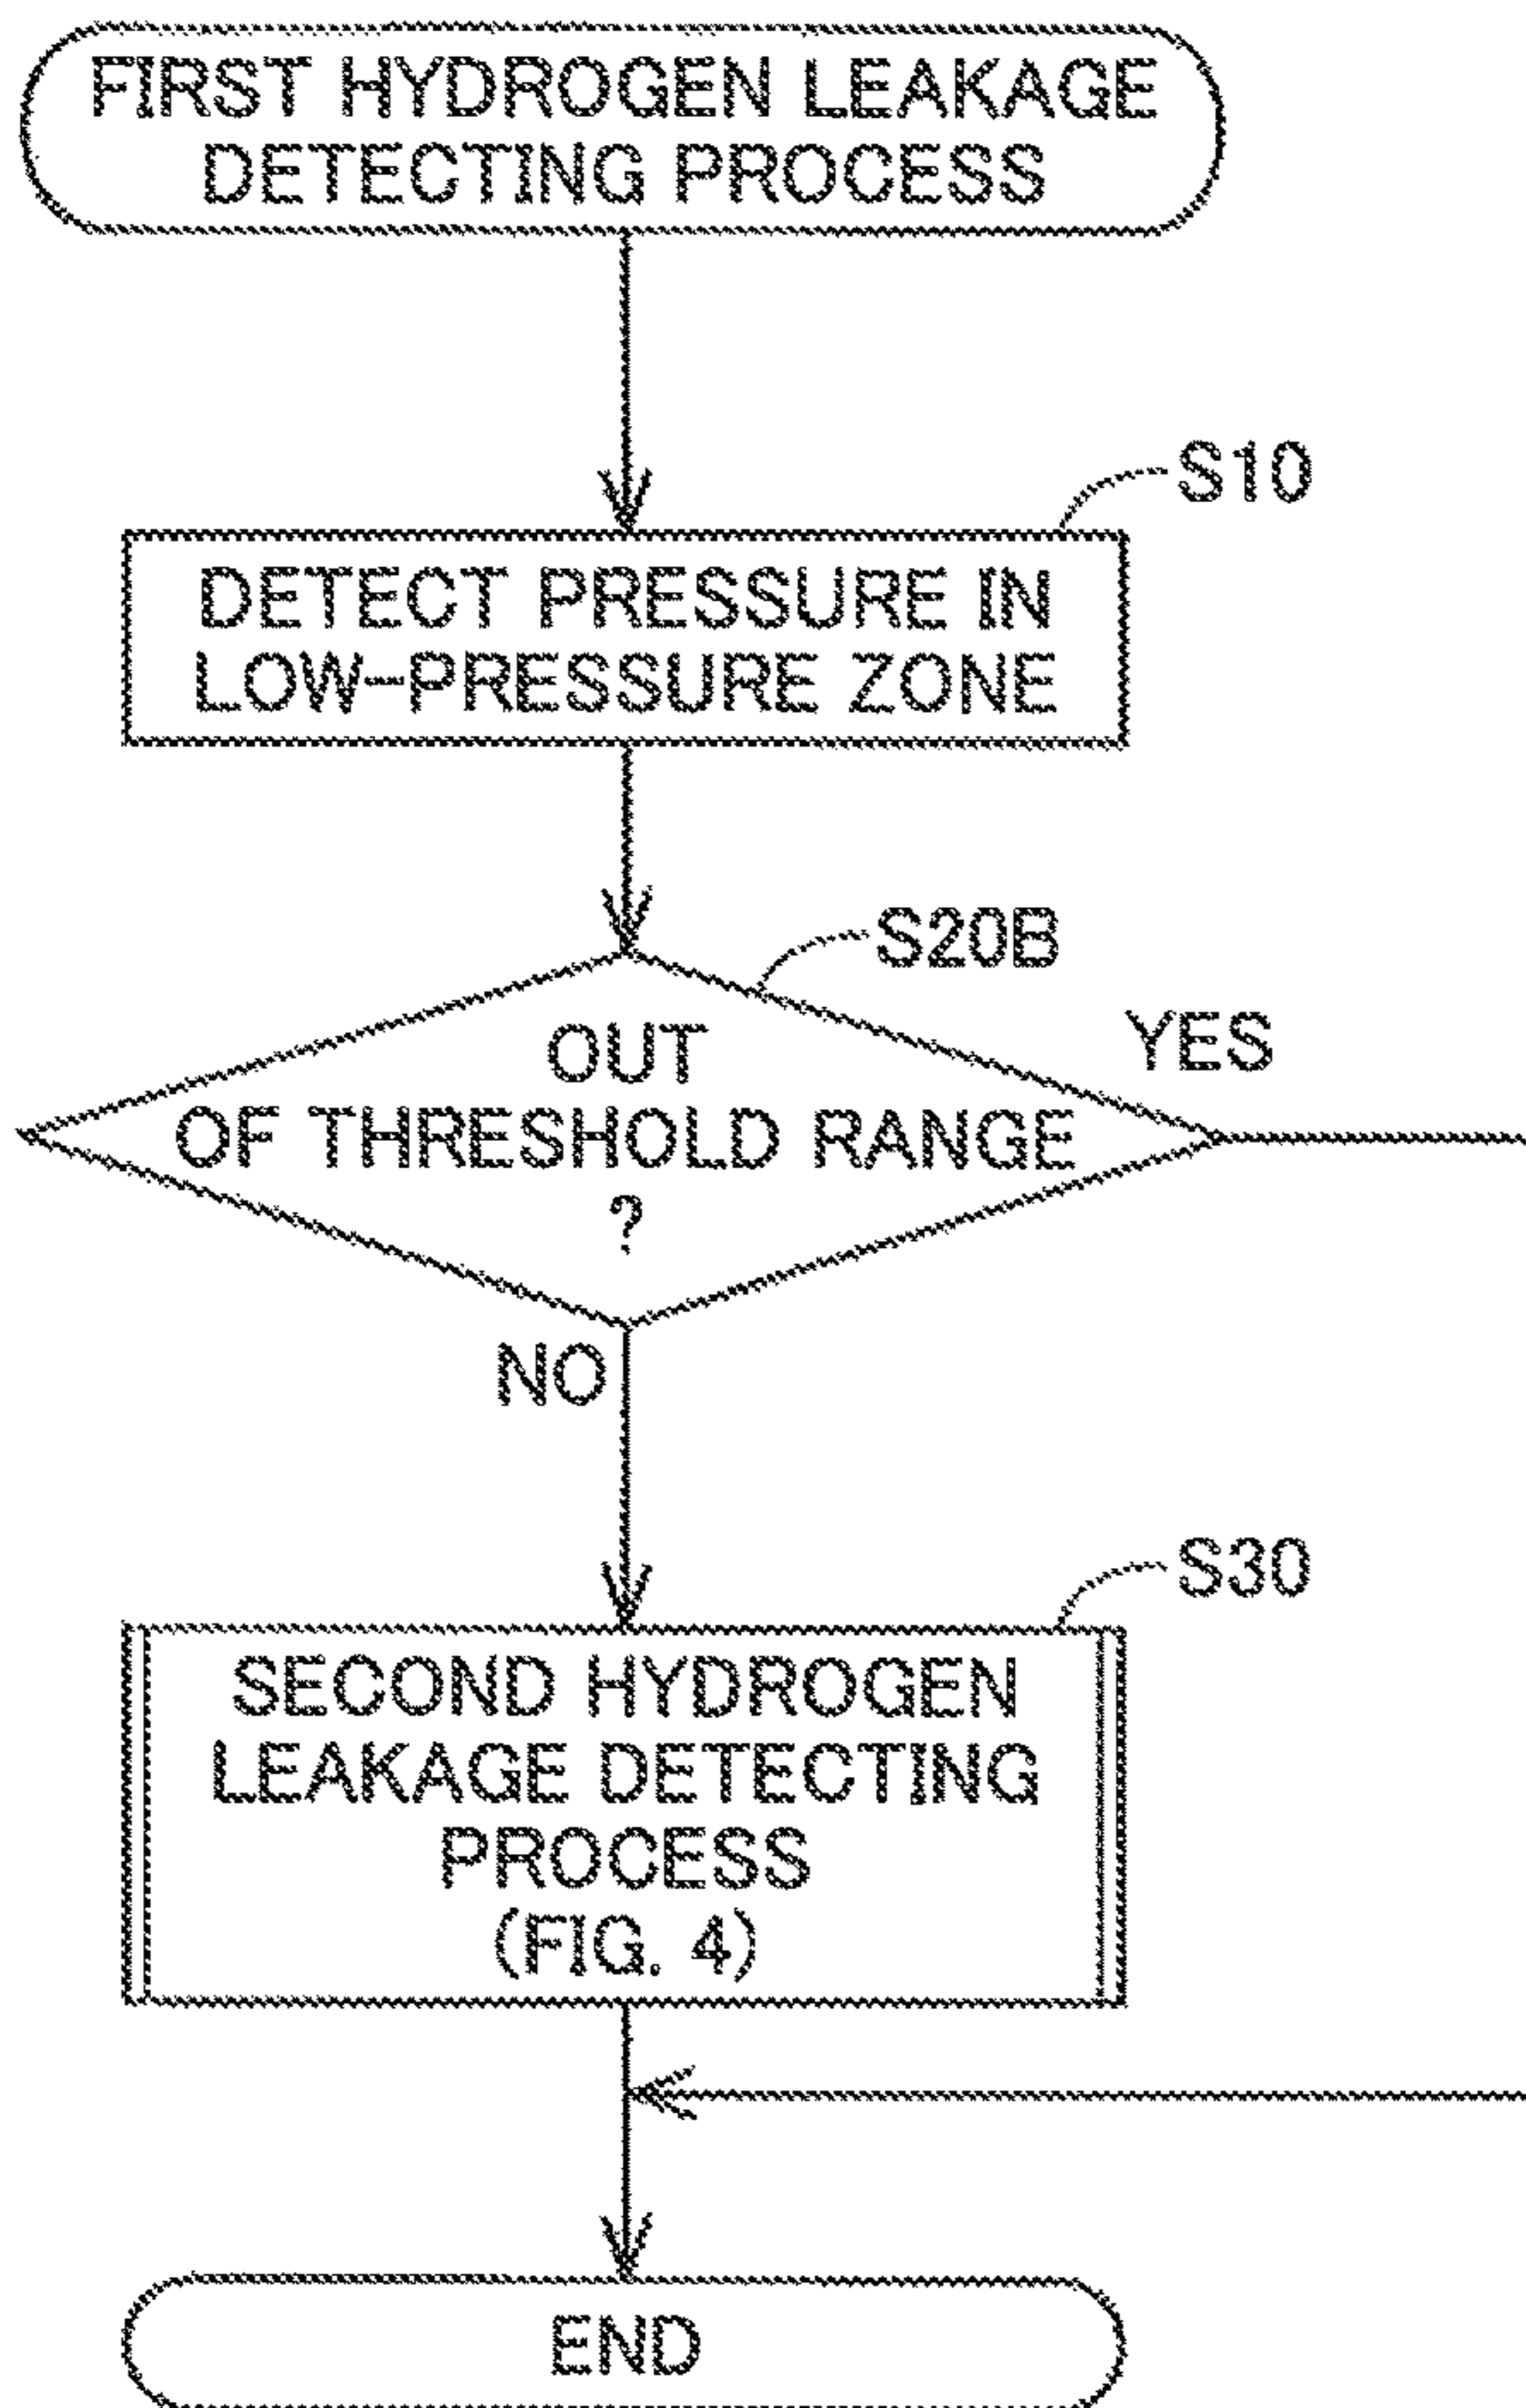 FIRST HYDROGEN LEAKAGE
DETECTING PROCESS
S10
DETECT PRESSURE IN
LOW-PRESSURE ZONE
S20B
OUT
OF THRESHOLD RANGE
?
YES
NO
S30
SECOND HYDROGEN
LEAKAGE DETECTING
PROCESS
(FIG. 4)
END